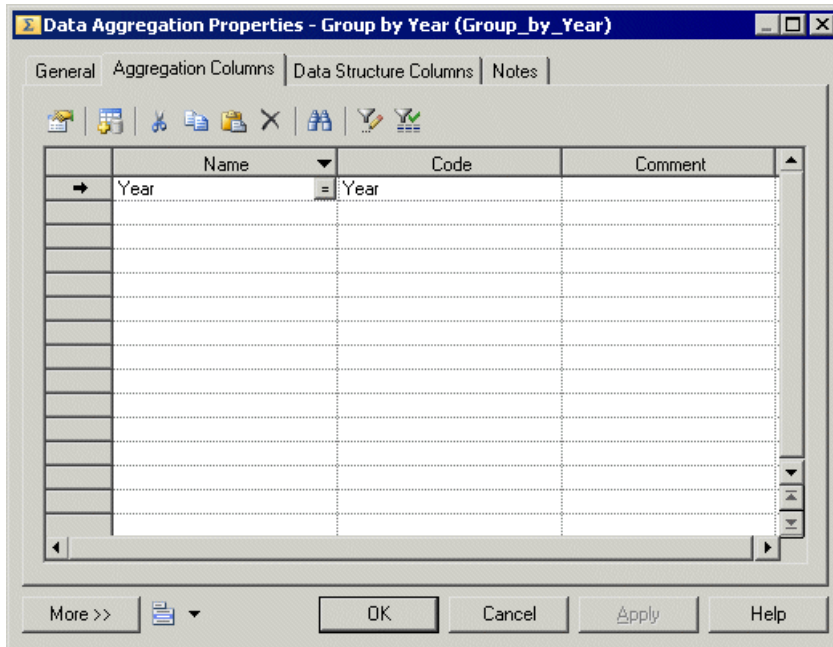 Data Aggregation Properties - Group by Year (Group_by_Year)
General Aggregation Columns Data Structure Columns Notes
Name Code Comment
Year = Year
More >> OK Cancel Apply Help